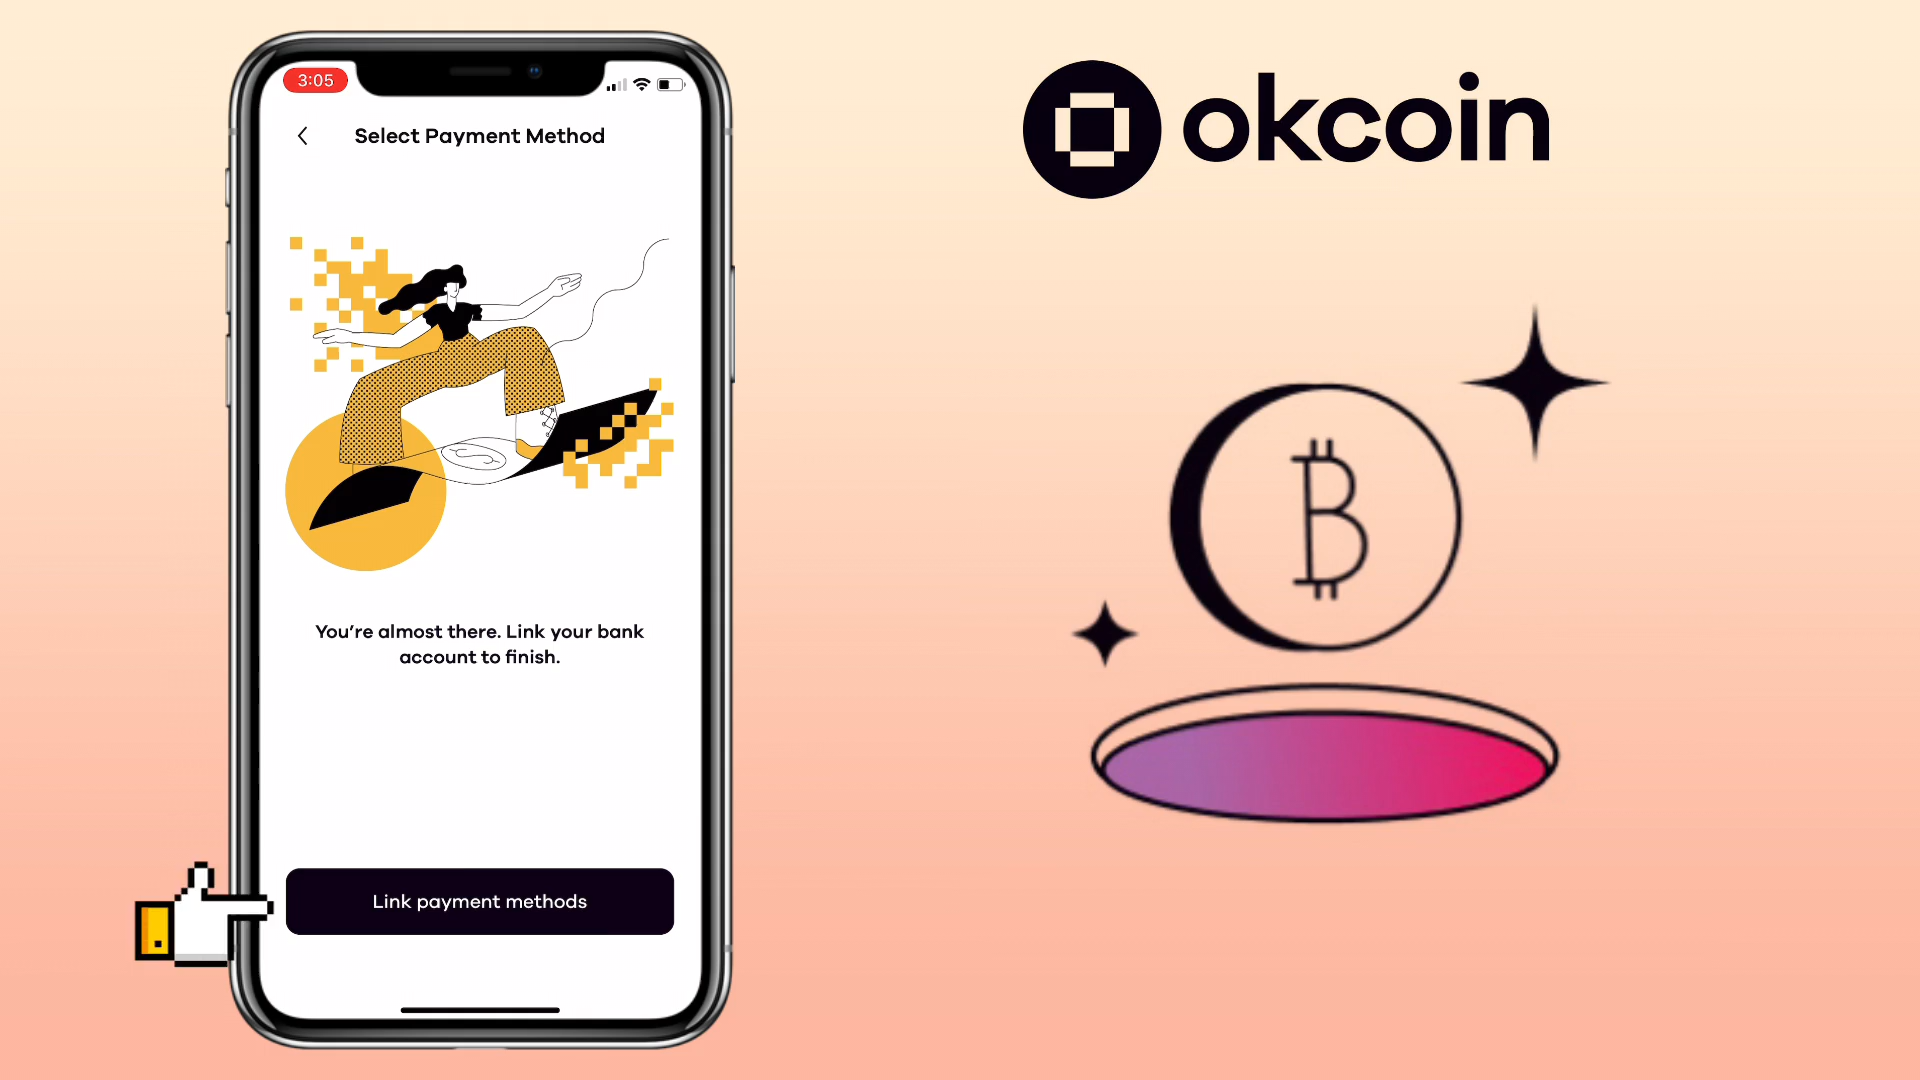 3:05
Select Payment Method
You’re almost there. Link your bank
account to finish.
Link payment methods
okcoin